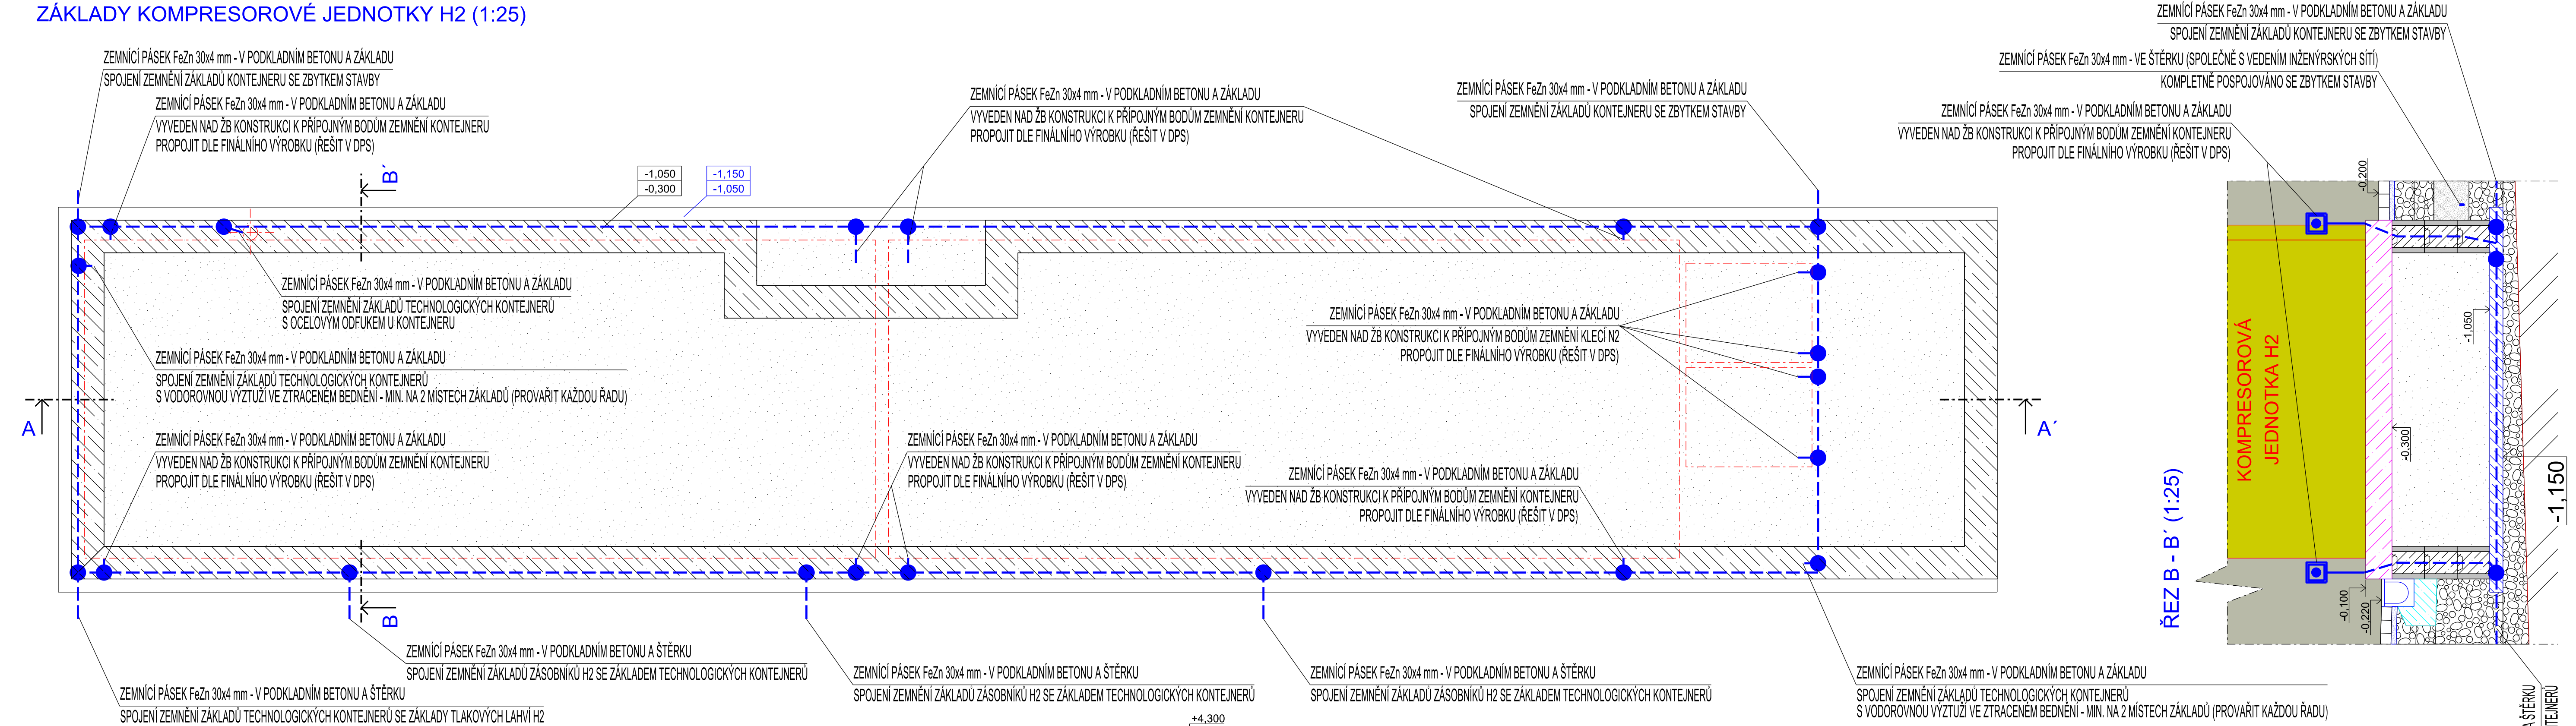 ZÁKLADY KOMPRESOROVÉ JEDNOTKY H2 (1:25)
ZEMNÍCÍ PÁSEK FeZn 30x4 mm - V PODKLADNÍM BETONU A ZÁKLADU
SPOJENÍ ZEMNĚNÍ ZÁKLADŮ KONTEJNERU SE ZBYTKEM STAVBY
ZEMNÍCÍ PÁSEK FeZn 30x4 mm - V PODKLADNÍM BETONU A ZÁKLADU
VYVEDEN NAD ŽB KONSTRUKCI K PŘÍPOJNÝM BODŮM ZEMNĚNÍ KONTEJNERU
PROPOJIT DLE FINÁLNÍHO VÝROBKU (ŘEŠIT V DPS)
B´
-1,050
-0,300
-1,150
-1,050
ZEMNÍCÍ PÁSEK FeZn 30x4 mm - V PODKLADNÍM BETONU A ZÁKLADU
VYVEDEN NAD ŽB KONSTRUKCI K PŘÍPOJNÝM BODŮM ZEMNĚNÍ KONTEJNERU
PROPOJIT DLE FINÁLNÍHO VÝROBKU (ŘEŠIT V DPS)
ZEMNÍCÍ PÁSEK FeZn 30x4 mm - V PODKLADNÍM BETONU A ZÁKLADU
SPOJENÍ ZEMNĚNÍ ZÁKLADŮ KONTEJNERU SE ZBYTKEM STAVBY
ZEMNÍCÍ PÁSEK FeZn 30x4 mm - V PODKLADNÍM BETONU A ZÁKLADU
SPOJENÍ ZEMNĚNÍ ZÁKLADŮ KONTEJNERU SE ZBYTKEM STAVBY
ZEMNÍCÍ PÁSEK FeZn 30x4 mm - VE ŠTĚRKU (SPOLEČNĚ S VEDENÍM INŽENÝRSKÝCH SÍTÍ)
KOMPLETNĚ POSPOJOVÁNO SE ZBYTKEM STAVBY
ZEMNÍCÍ PÁSEK FeZn 30x4 mm - V PODKLADNÍM BETONU A ZÁKLADU
VYVEDEN NAD ŽB KONSTRUKCI K PŘÍPOJNÝM BODŮM ZEMNĚNÍ KONTEJNERU
PROPOJIT DLE FINÁLNÍHO VÝROBKU (ŘEŠIT V DPS)
-0,200
ZEMNÍCÍ PÁSEK FeZn 30x4 mm - V PODKLADNÍM BETONU A ZÁKLADU
SPOJENÍ ZEMNĚNÍ ZÁKLADŮ TECHNOLOGICKÝCH KONTEJNERŮ
S OCELOVÝM ODFUKEM U KONTEJNERU
ZEMNÍCÍ PÁSEK FeZn 30x4 mm - V PODKLADNÍM BETONU A ZÁKLADU
VYVEDEN NAD ŽB KONSTRUKCI K PŘÍPOJNÝM BODŮM ZEMNĚNÍ KLECÍ N2
PROPOJIT DLE FINÁLNÍHO VÝROBKU (ŘEŠIT V DPS)
ZEMNÍCÍ PÁSEK FeZn 30x4 mm - V PODKLADNÍM BETONU A ZÁKLADU
SPOJENÍ ZEMNĚNÍ ZÁKLADŮ TECHNOLOGICKÝCH KONTEJNERŮ
S VODOROVNOU VÝZTUŽÍ VE ZTRACENÉM BEDNĚNÍ - MIN. NA 2 MÍSTECH ZÁKLADŮ (PROVAŘIT KAŽDOU ŘADU)
A
A´
ZEMNÍCÍ PÁSEK FeZn 30x4 mm - V PODKLADNÍM BETONU A ZÁKLADU
VYVEDEN NAD ŽB KONSTRUKCI K PŘÍPOJNÝM BODŮM ZEMNĚNÍ KONTEJNERU
PROPOJIT DLE FINÁLNÍHO VÝROBKU (ŘEŠIT V DPS)
ZEMNÍCÍ PÁSEK FeZn 30x4 mm - V PODKLADNÍM BETONU A ZÁKLADU
VYVEDEN NAD ŽB KONSTRUKCI K PŘÍPOJNÝM BODŮM ZEMNĚNÍ KONTEJNERU
PROPOJIT DLE FINÁLNÍHO VÝROBKU (ŘEŠIT V DPS)
ZEMNÍCÍ PÁSEK FeZn 30x4 mm - V PODKLADNÍM BETONU A ZÁKLADU
VYVEDEN NAD ŽB KONSTRUKCI K PŘÍPOJNÝM BODŮM ZEMNĚNÍ KONTEJNERU
PROPOJIT DLE FINÁLNÍHO VÝROBKU (ŘEŠIT V DPS)
B
ŘEZ B - B´ (1:25)
KOMPRESOROVÁ
JEDNOTKA H2
-1,050
-0,300
-1,150
-0,100
-0,220
ZEMNÍCÍ PÁSEK FeZn 30x4 mm - V PODKLADNÍM BETONU A ŠTĚRKU
SPOJENÍ ZEMNĚNÍ ZÁKLADŮ ZÁSOBNÍKŮ H2 SE ZÁKLADEM TECHNOLOGICKÝCH KONTEJNERŮ
ZEMNÍCÍ PÁSEK FeZn 30x4 mm - V PODKLADNÍM BETONU A ŠTĚRKU
SPOJENÍ ZEMNĚNÍ ZÁKLADŮ TECHNOLOGICKÝCH KONTEJNERŮ SE ZÁKLADY TLAKOVÝCH LAHVÍ H2
ZEMNÍCÍ PÁSEK FeZn 30x4 mm - V PODKLADNÍM BETONU A ŠTĚRKU
SPOJENÍ ZEMNĚNÍ ZÁKLADŮ ZÁSOBNÍKŮ H2 SE ZÁKLADEM TECHNOLOGICKÝCH KONTEJNERŮ
ZEMNÍCÍ PÁSEK FeZn 30x4 mm - V PODKLADNÍM BETONU A ŠTĚRKU
SPOJENÍ ZEMNĚNÍ ZÁKLADŮ ZÁSOBNÍKŮ H2 SE ZÁKLADEM TECHNOLOGICKÝCH KONTEJNERŮ
ZEMNÍCÍ PÁSEK FeZn 30x4 mm - V PODKLADNÍM BETONU A ZÁKLADU
SPOJENÍ ZEMNĚNÍ ZÁKLADŮ TECHNOLOGICKÝCH KONTEJNERŮ
S VODOROVNOU VÝZTUŽÍ VE ZTRACENÉM BEDNĚNÍ - MIN. NA 2 MÍSTECH ZÁKLADŮ (PROVAŘIT KAŽDOU ŘADU)
+4,300
A ŠTĚRKU